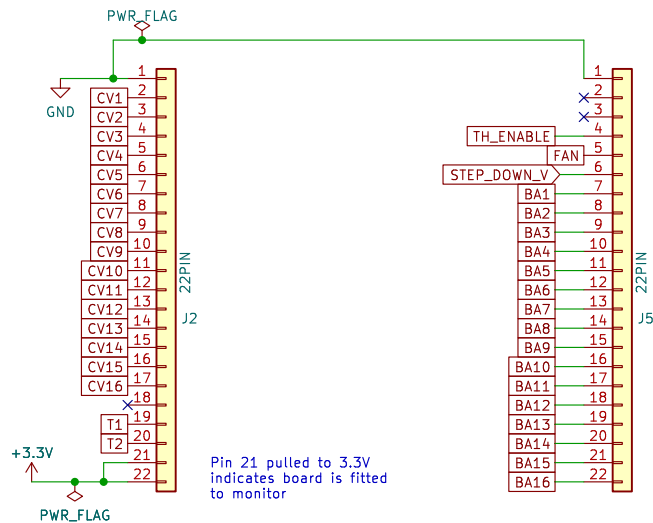 PWR_FLAG
GND
1
CV1 2
CV2 3
CV3 4
CV4 5
CV5 6
CV6 7
CV7 8
CV8 9
CV9 10
CV10 11
CV11 12
CV12 13
CV13 14
CV14 15
CV15 16
CV16 17
18
T1 19
T2 20
21
22
22PIN
J2
+3.3V
PWR_FLAG
Pin 21 pulled to 3.3V
indicates board is fitted
to monitor
1
2
3
TH_ENABLE 4
FAN 5
STEP_DOWN_V 6
BA1 7
BA2 8
BA3 9
BA4 10
BA5 11
BA6 12
BA7 13
BA8 14
BA9 15
BA10 16
BA11 17
BA12 18
BA13 19
BA14 20
BA15 21
BA16 22
22PIN
J5